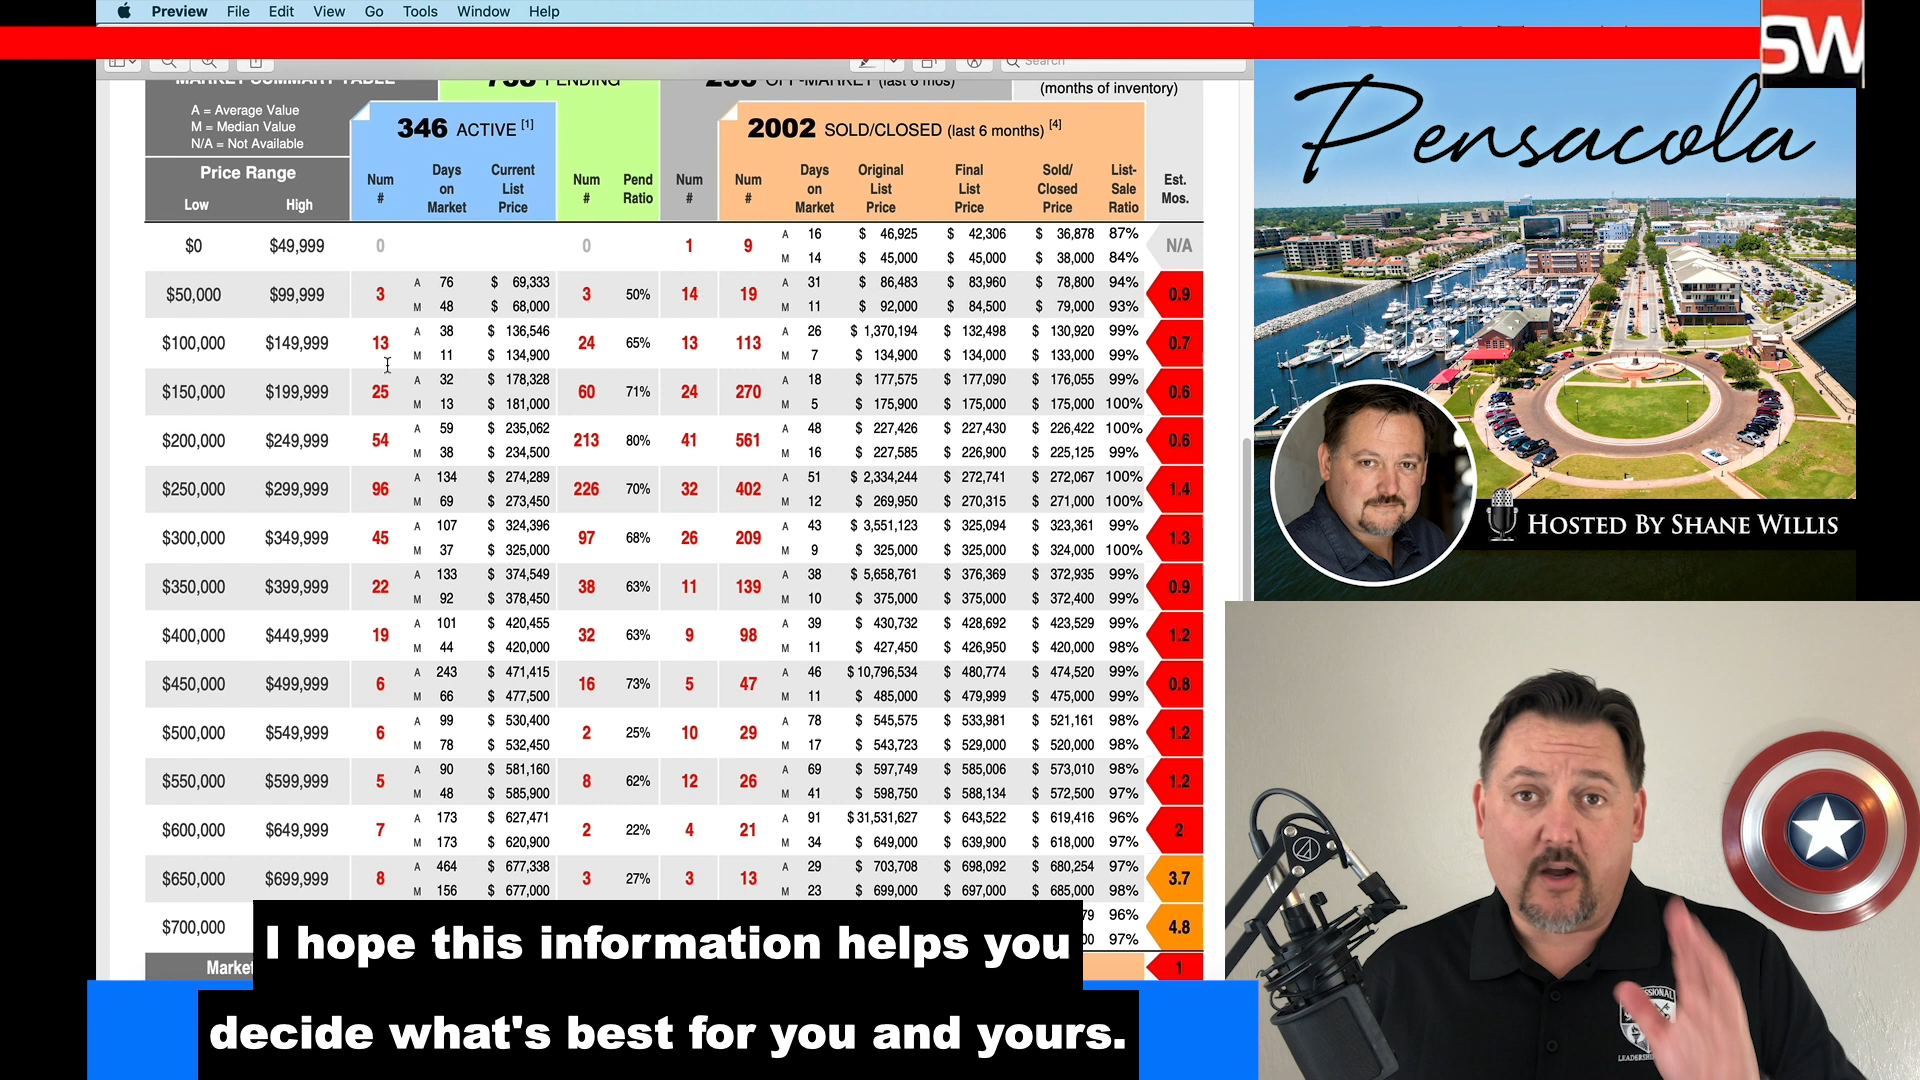 Preview File Edit View Go Tools Window Help
SW
Search
MARKET SUMMARY TABLE
PENDING
OFF-MARKET (last 6 mos)
(months of inventory)
A = Average Value
M = Median Value
N/A = Not Available
346 ACTIVE [1]
2002 SOLD/CLOSED (last 6 months) [4]
Price Range
Low High
Num #
Days on Market
Current List Price
Num #
Pend Ratio
Num #
Num #
Days on Market
Original List Price
Final List Price
Sold/ Closed Price
List- Sale Ratio
Est. Mos.
$0 $49,999 0 0 1 9 A 16 $ 46,925 $ 42,306 $ 36,878 87% N/A
M 14 $ 45,000 $ 45,000 $ 38,000 84%
$50,000 $99,999 3 A 76 $ 69,333 3 50% 14 19 A 31 $ 86,483 $ 83,960 $ 78,800 94% 0.9
M 48 $ 68,000 M 11 $ 92,000 $ 84,500 $ 79,000 93%
$100,000 $149,999 13 A 38 $ 136,546 24 65% 13 113 A 26 $ 1,370,194 $ 132,498 $ 130,920 99% 0.7
M 11 $ 134,900 M 7 $ 134,900 $ 134,000 $ 133,000 99%
$150,000 $199,999 25 A 32 $ 178,328 60 71% 24 270 A 18 $ 177,575 $ 177,090 $ 176,055 99% 0.6
M 13 $ 181,000 M 5 $ 175,900 $ 175,000 $ 175,000 100%
$200,000 $249,999 54 A 59 $ 235,062 213 80% 41 561 A 48 $ 227,426 $ 227,430 $ 226,422 100% 0.6
M 38 $ 234,500 M 16 $ 227,585 $ 226,900 $ 225,125 99%
$250,000 $299,999 96 A 134 $ 274,289 226 70% 32 402 A 51 $ 2,334,244 $ 272,741 $ 272,067 100% 1.4
M 69 $ 273,450 M 12 $ 269,950 $ 270,315 $ 271,000 100%
$300,000 $349,999 45 A 107 $ 324,396 97 68% 26 209 A 43 $ 3,551,123 $ 325,094 $ 323,361 99% 1.3
M 37 $ 325,000 M 9 $ 325,000 $ 325,000 $ 324,000 100%
$350,000 $399,999 22 A 133 $ 374,549 38 63% 11 139 A 38 $ 5,658,761 $ 376,369 $ 372,935 99% 0.9
M 92 $ 378,450 M 10 $ 375,000 $ 375,000 $ 372,400 99%
$400,000 $449,999 19 A 101 $ 420,455 32 63% 9 98 A 39 $ 430,732 $ 428,692 $ 423,529 99% 1.2
M 44 $ 420,000 M 11 $ 427,450 $ 426,950 $ 420,000 98%
$450,000 $499,999 6 A 243 $ 471,415 16 73% 5 47 A 46 $ 10,796,534 $ 480,774 $ 474,520 99% 0.8
M 66 $ 477,500 M 11 $ 485,000 $ 479,999 $ 475,000 99%
$500,000 $549,999 6 A 99 $ 530,400 2 25% 10 29 A 78 $ 545,575 $ 533,981 $ 521,161 98% 1.2
M 78 $ 532,450 M 17 $ 543,723 $ 529,000 $ 520,000 98%
$550,000 $599,999 5 A 90 $ 581,160 8 62% 12 26 A 69 $ 597,749 $ 585,006 $ 573,010 98% 1.2
M 48 $ 585,900 M 41 $ 598,750 $ 588,134 $ 572,500 97%
$600,000 $649,999 7 A 173 $ 627,471 2 22% 4 21 A 91 $ 31,531,627 $ 643,522 $ 619,416 96% 2
M 173 $ 620,900 M 34 $ 649,000 $ 639,900 $ 618,000 97%
$650,000 $699,999 8 A 464 $ 677,338 3 27% 3 13 A 29 $ 703,708 $ 698,092 $ 680,254 97% 3.7
M 156 $ 677,000 M 23 $ 699,000 $ 697,000 $ 685,000 98%
$700,000 96% 4.8
97%
Market 1
Pensacola
HOSTED BY SHANE WILLIS
I hope this information helps you
decide what's best for you and yours.